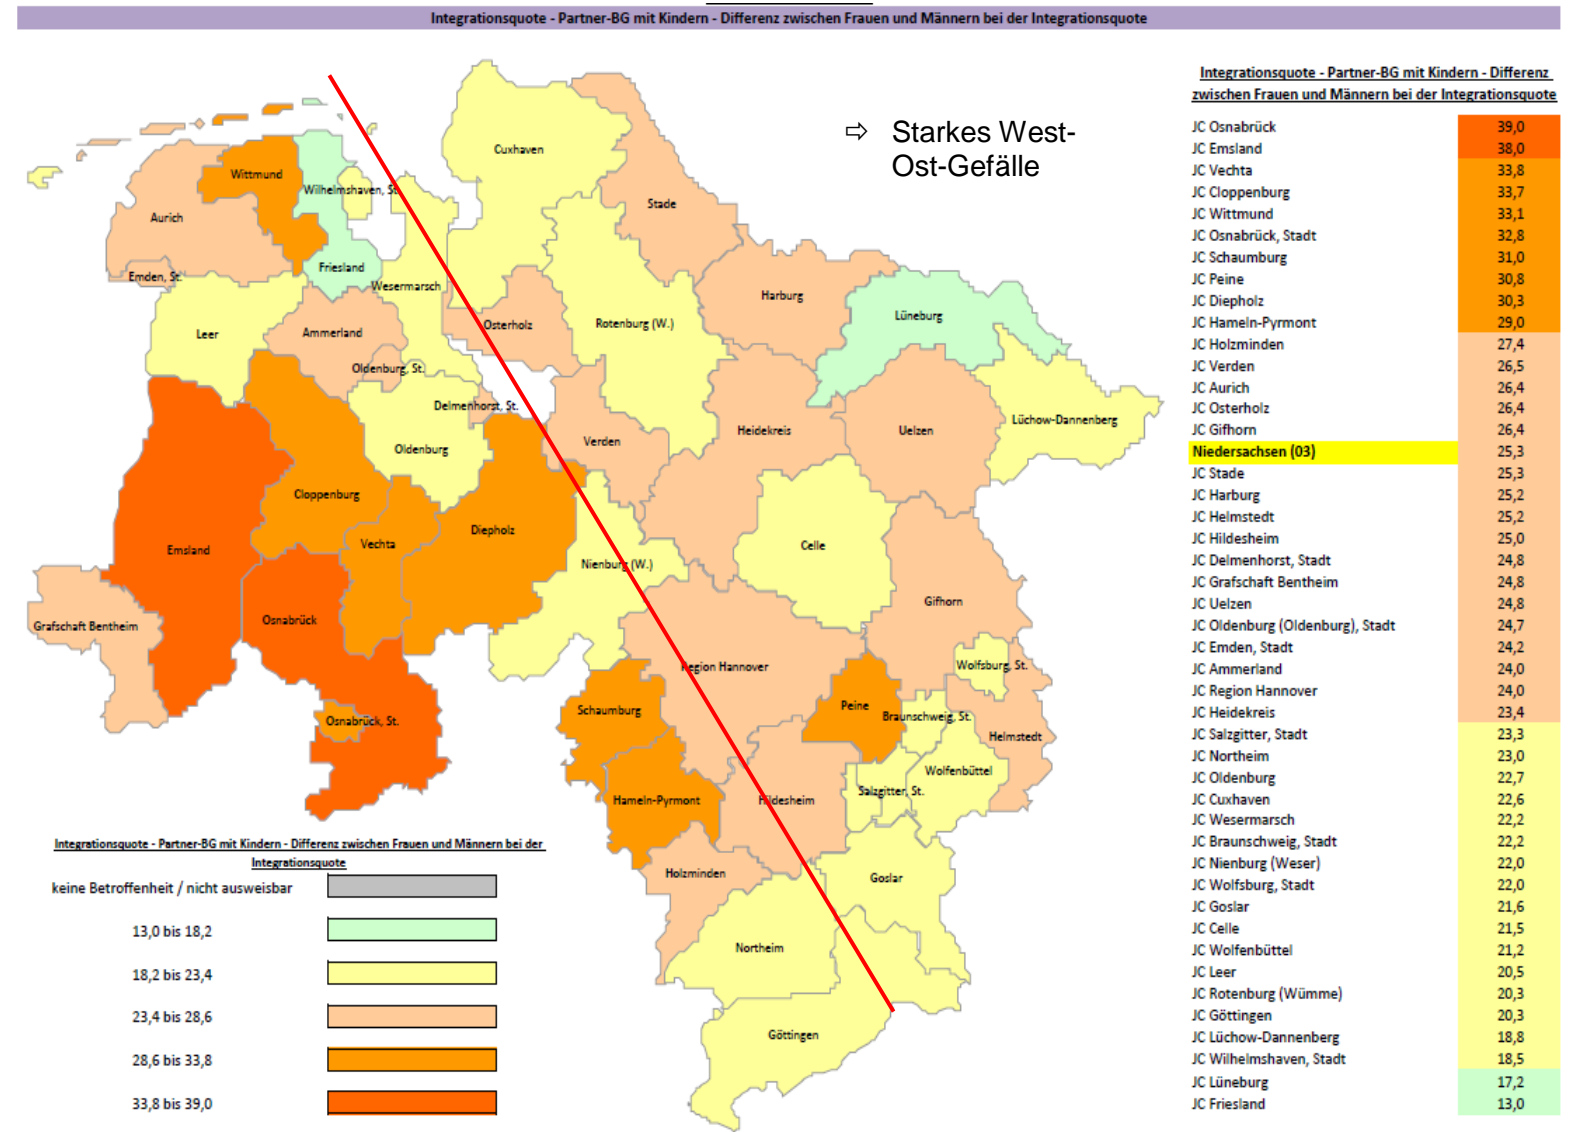 Integrationsquote - Partner-BG mit Kindern - Differenz zwischen Frauen und Männern bei der Integrationsquote
⇨ Starkes West-
Ost-Gefälle
Cuxhaven
Wittmund
Wilhelmshaven, St.
Stade
Aurich
Friesland
Emden, St.
Wesermarsch
Harburg
Lüneburg
Leer
Ammerland
Osterholz
Rotenburg (W.)
Oldenburg, St.
Delmenhorst, St.
Lüchow-Dannenberg
Heidekreis
Uelzen
Verden
Oldenburg
Cloppenburg
Diepholz
Vechta
Celle
Emsland
Nienburg (W.)
Gifhorn
Osnabrück
Grafschaft Bentheim
Region Hannover
Wolfsburg, St.
Peine
Schaumburg
Braunschweig, St.
Osnabrück, St.
Helmstedt
Wolfenbüttel
Salzgitter, St.
Hameln-Pyrmont
Hildesheim
Holzminden
Goslar
Northeim
Göttingen
Integrationsquote - Partner-BG mit Kindern - Differenz zwischen Frauen und Männern bei der
Integrationsquote
keine Betroffenheit / nicht ausweisbar
13,0 bis 18,2
18,2 bis 23,4
23,4 bis 28,6
28,6 bis 33,8
33,8 bis 39,0
Integrationsquote - Partner-BG mit Kindern - Differenz
zwischen Frauen und Männern bei der Integrationsquote
JC Osnabrück 39,0
JC Emsland 38,0
JC Vechta 33,8
JC Cloppenburg 33,7
JC Wittmund 33,1
JC Osnabrück, Stadt 32,8
JC Schaumburg 31,0
JC Peine 30,8
JC Diepholz 30,3
JC Hameln-Pyrmont 29,0
JC Holzminden 27,4
JC Verden 26,5
JC Aurich 26,4
JC Osterholz 26,4
JC Gifhorn 26,4
Niedersachsen (03) 25,3
JC Stade 25,3
JC Harburg 25,2
JC Helmstedt 25,2
JC Hildesheim 25,0
JC Delmenhorst, Stadt 24,8
JC Grafschaft Bentheim 24,8
JC Uelzen 24,8
JC Oldenburg (Oldenburg), Stadt 24,7
JC Emden, Stadt 24,2
JC Ammerland 24,0
JC Region Hannover 24,0
JC Heidekreis 23,4
JC Salzgitter, Stadt 23,3
JC Northeim 23,0
JC Oldenburg 22,7
JC Cuxhaven 22,6
JC Wesermarsch 22,2
JC Braunschweig, Stadt 22,2
JC Nienburg (Weser) 22,0
JC Wolfsburg, Stadt 22,0
JC Goslar 21,6
JC Celle 21,5
JC Wolfenbüttel 21,2
JC Leer 20,5
JC Rotenburg (Wümme) 20,3
JC Göttingen 20,3
JC Lüchow-Dannenberg 18,8
JC Wilhelmshaven, Stadt 18,5
JC Lüneburg 17,2
JC Friesland 13,0